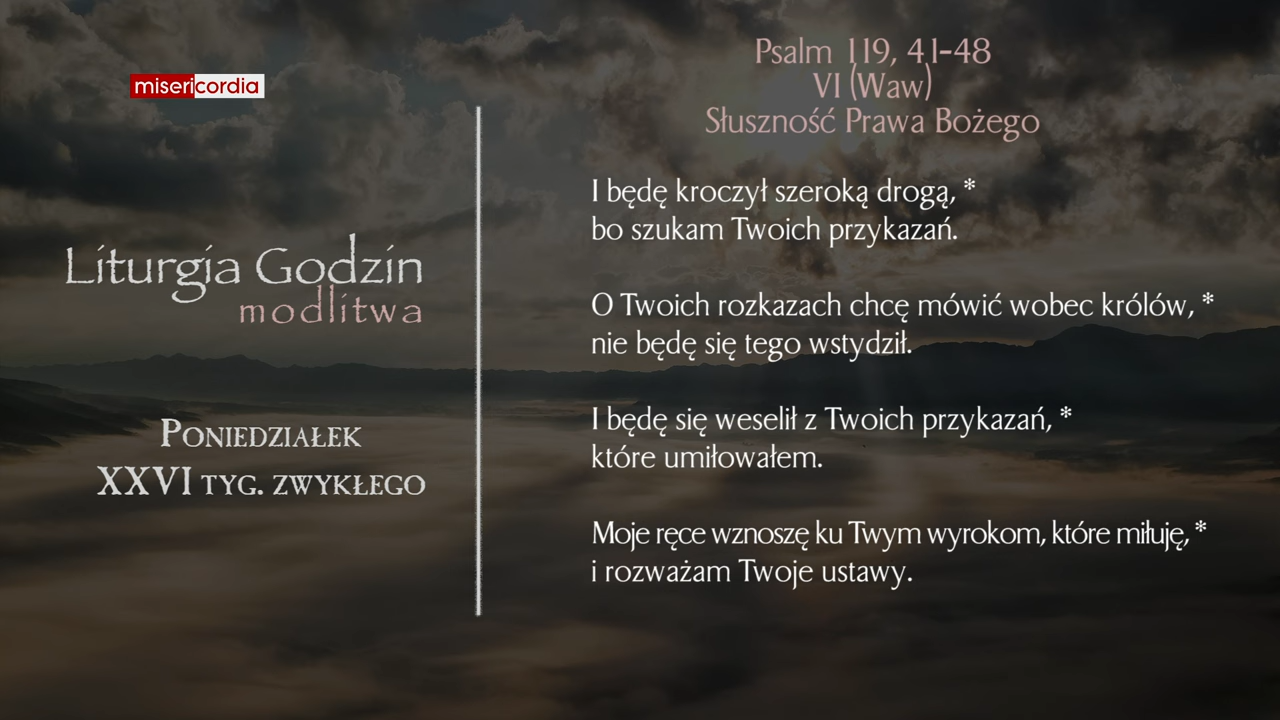 misericordia
Liturgia Godzin
modlitwa
Poniedziałek
XXVI tyg. zwykłego
Psalm 119, 41-48
VI (Waw)
Słuszność Prawa Bożego
I będę kroczył szeroką drogą, *
bo szukam Twoich przykazań.
O Twoich rozkazach chcę mówić wobec królów, *
nie będę się tego wstydził.
I będę się weselił z Twoich przykazań, *
które umiłowałem.
Moje ręce wznoszę ku Twym wyrokom, które miłuję, *
i rozważam Twoje ustawy.